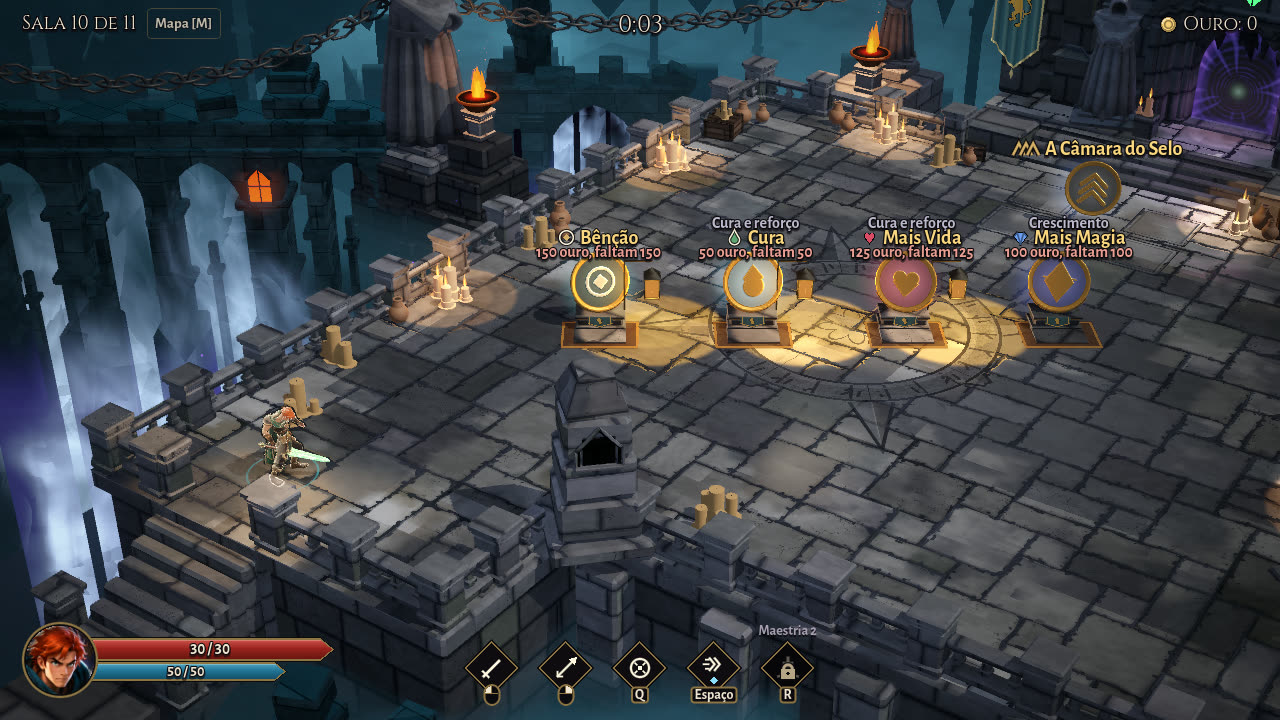 Sala 10 de 11
Mapa [M]
0:03
Ouro: 0
A Câmara do Selo
Bênção
150 ouro, faltam 150
Cura e reforço
Cura
50 ouro, faltam 50
Cura e reforço
Mais Vida
125 ouro, faltam 125
Crescimento
Mais Magia
100 ouro, faltam 100
30/30
50/50
Maestria 2
Q
Espaço
R